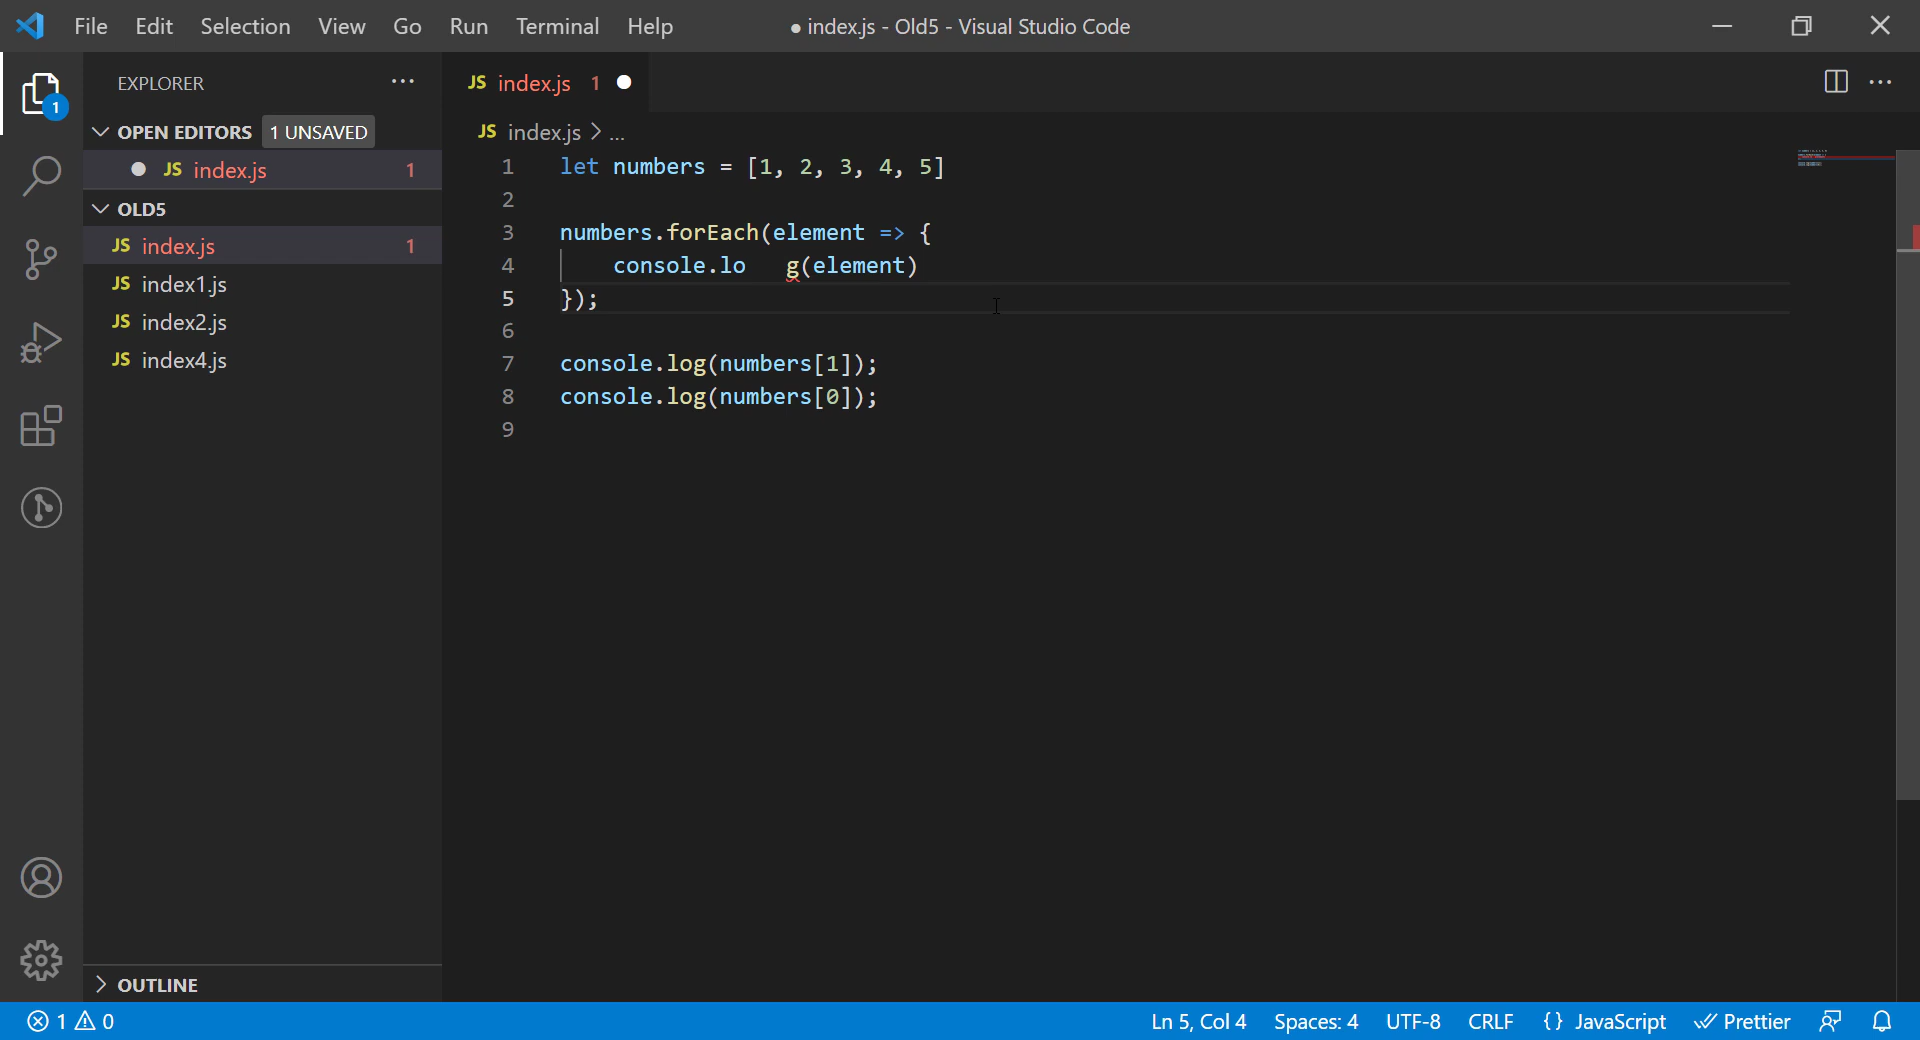 File Edit Selection View Go Run Terminal Help ● index.js - Old5 - Visual Studio Code
EXPLORER ...
OPEN EDITORS 1 UNSAVED
JS index.js 1
OLD5
JS index.js 1
JS index1.js
JS index2.js
JS index4.js
OUTLINE
1
JS index.js 1
JS index.js > ...
1 let numbers = [1, 2, 3, 4, 5]
2
3 numbers.forEach(element => {
4     console.lo   g(element)
5 });
6
7 console.log(numbers[1]);
8 console.log(numbers[0]);
9
1 0 Ln 5, Col 4 Spaces: 4 UTF-8 CRLF {} JavaScript Prettier